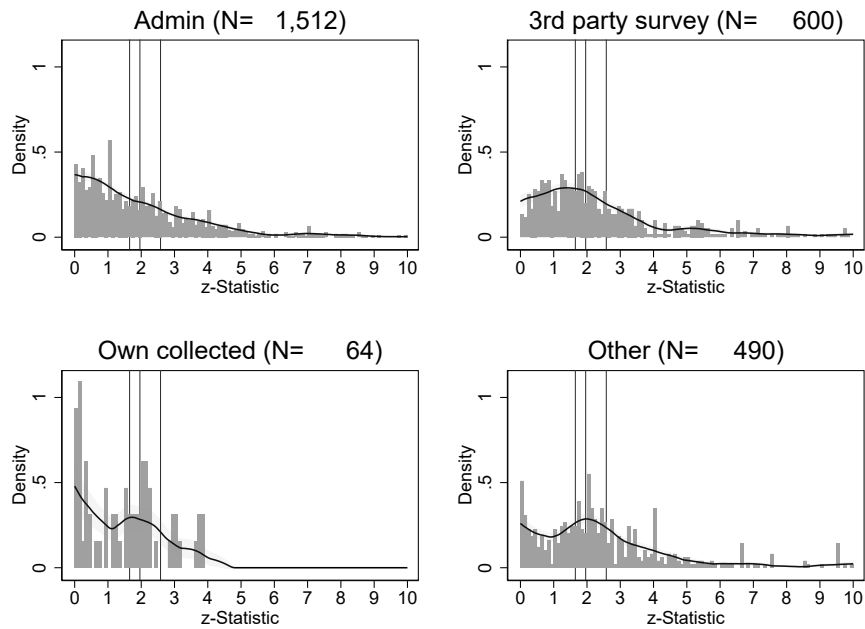 Admin (N= 1,512)
Density
1
.5
0
0 1 2 3 4 5 6 7 8 9 10
z-Statistic
3rd party survey (N= 600)
Density
1
.5
0
0 1 2 3 4 5 6 7 8 9 10
z-Statistic
Own collected (N= 64)
Density
1
.5
0
0 1 2 3 4 5 6 7 8 9 10
z-Statistic
Other (N= 490)
Density
1
.5
0
0 1 2 3 4 5 6 7 8 9 10
z-Statistic